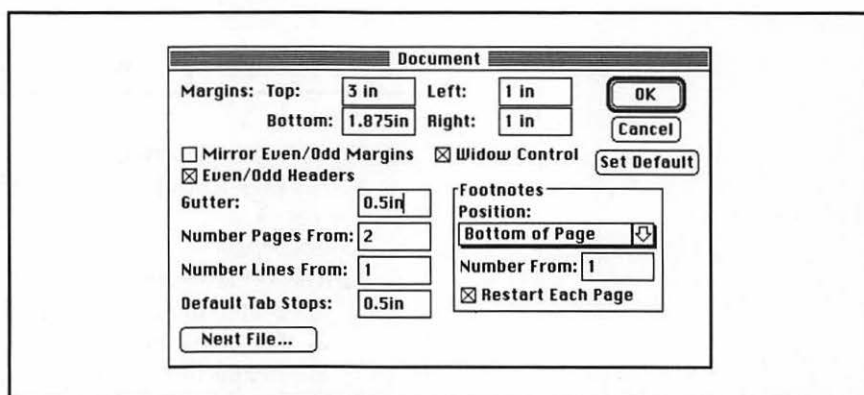 Document
Margins: Top: 3 in Left: 1 in OK
Bottom: 1.875in Right: 1 in Cancel
Mirror Even/Odd Margins Widow Control Set Default
Even/Odd Headers
Footnotes
Gutter: 0.5in
Position:
Number Pages From: 2
Bottom of Page
Number Lines From: 1
Number From: 1
Default Tab Stops: 0.5in
Restart Each Page
Next File...